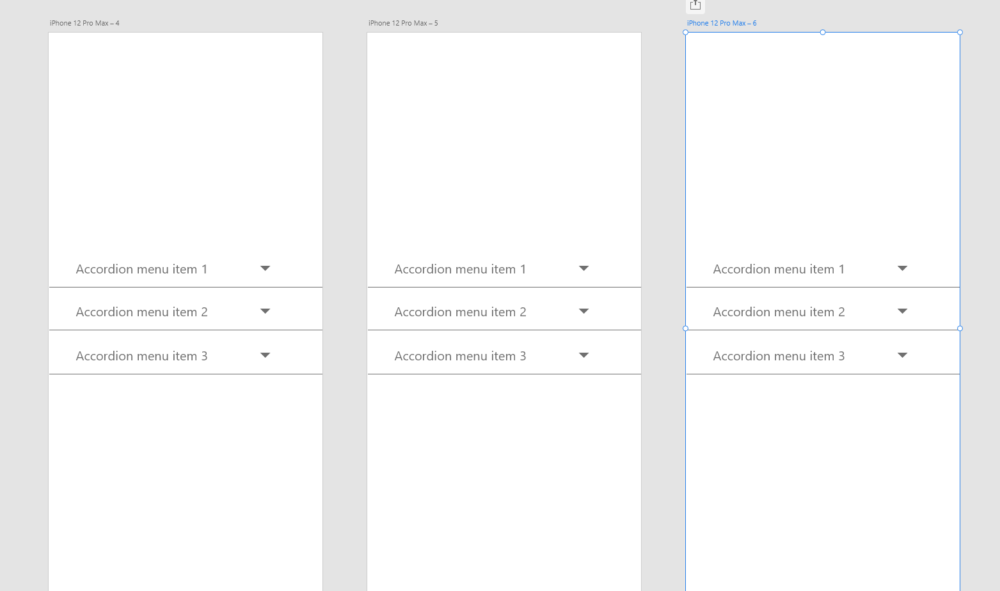 iPhone 12 Pro Max – 4
iPhone 12 Pro Max – 5
iPhone 12 Pro Max – 6
Accordion menu item 1
Accordion menu item 2
Accordion menu item 3
Accordion menu item 1
Accordion menu item 2
Accordion menu item 3
Accordion menu item 1
Accordion menu item 2
Accordion menu item 3